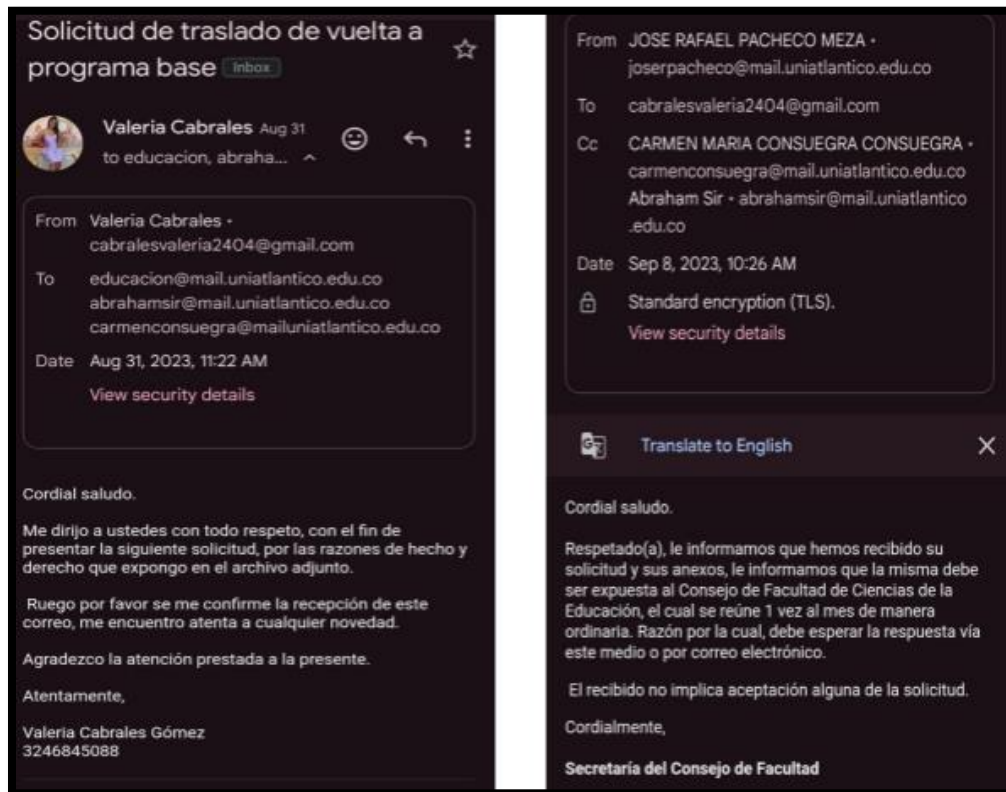 Solicitud de traslado de vuelta a
programa base Inbox
Valeria Cabrales Aug 31
to educacion, abraha...
From Valeria Cabrales •
cabralesvaleria2404@gmail.com
To educacion@mail.uniatlantico.edu.co
abrahamsir@mail.uniatlantico.edu.co
carmenconsuegra@mailuniatlantico.edu.co
Date Aug 31, 2023, 11:22 AM
View security details
Cordial saludo.
Me dirijo a ustedes con todo respeto, con el fin de
presentar la siguiente solicitud, por las razones de hecho y
derecho que expongo en el archivo adjunto.
Ruego por favor se me confirme la recepción de este
correo, me encuentro atenta a cualquier novedad.
Agradezco la atención prestada a la presente.
Atentamente,
Valeria Cabrales Gómez
3246845088
From JOSE RAFAEL PACHECO MEZA •
joserpacheco@mail.uniatlantico.edu.co
To cabralesvaleria2404@gmail.com
Cc CARMEN MARIA CONSUEGRA CONSUEGRA •
carmenconsuegra@mail.uniatlantico.edu.co
Abraham Sir • abrahamsir@mail.uniatlantico
.edu.co
Date Sep 8, 2023, 10:26 AM
Standard encryption (TLS).
View security details
Translate to English
Cordial saludo.
Respetado(a), le informamos que hemos recibido su
solicitud y sus anexos, le informamos que la misma debe
ser expuesta al Consejo de Facultad de Ciencias de la
Educación, el cual se reúne 1 vez al mes de manera
ordinaria. Razón por la cual, debe esperar la respuesta vía
este medio o por correo electrónico.
El recibido no implica aceptación alguna de la solicitud.
Cordialmente,
Secretaría del Consejo de Facultad